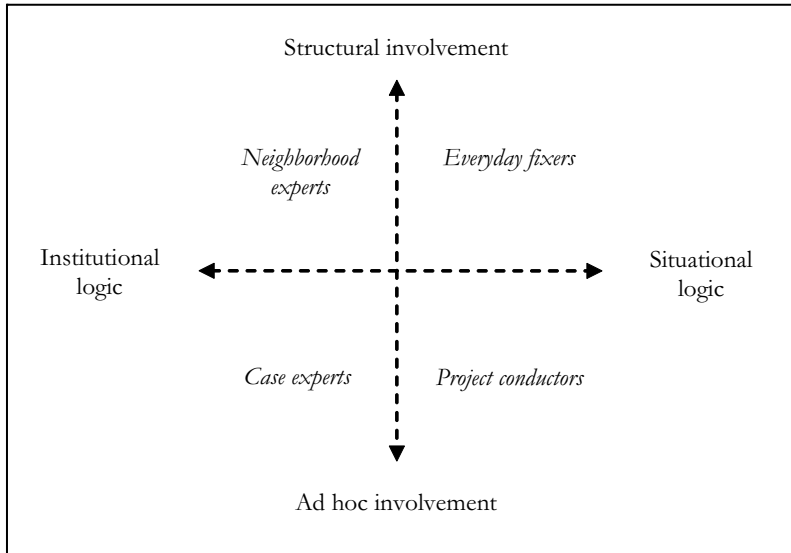 Structural involvement
Neighborhood
experts
Everyday fixers
Institutional
logic
Situational
logic
Case experts
Project conductors
Ad hoc involvement